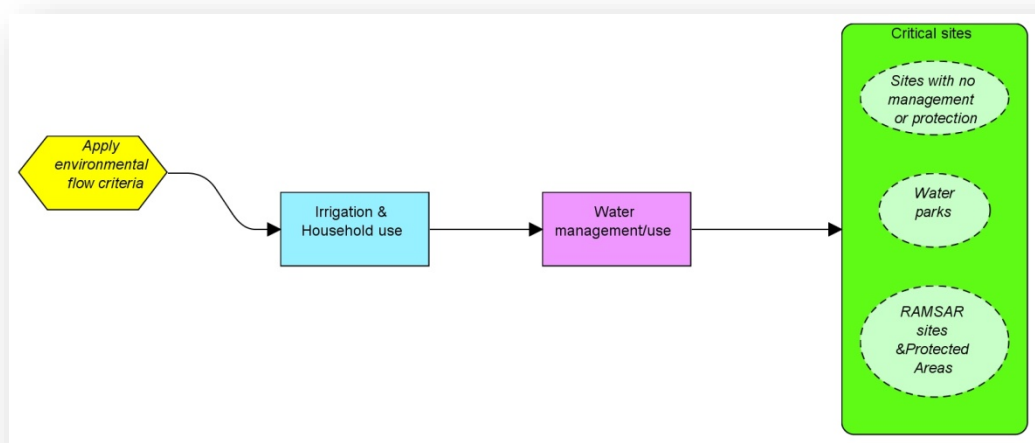 Apply
environmental
flow criteria
Irrigation &
Household use
Water
management/use
Critical sites
Sites with no
management
or protection
Water
parks
RAMSAR
sites
&Protected
Areas